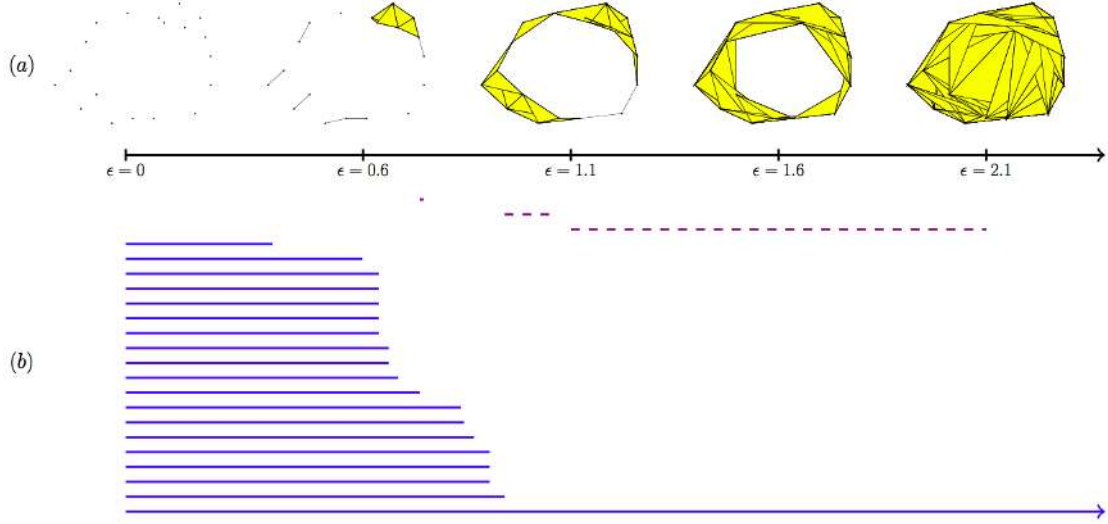 (a)
ϵ = 0
ϵ = 0.6
ϵ = 1.1
ϵ = 1.6
ϵ = 2.1
(b)